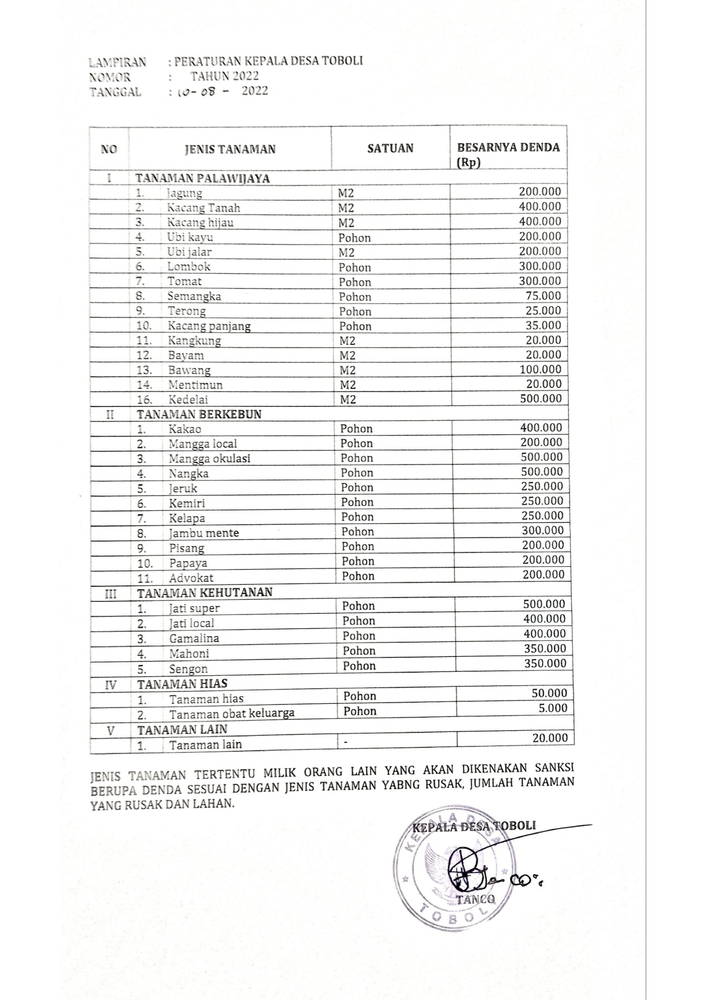 LAMPIRAN : PERATURAN KEPALA DESA TOBOLI
NOMOR : TAHUN 2022
TANGGAL : 10-08 - 2022
NO JENIS TANAMAN SATUAN BESARNYA DENDA (Rp)
I TANAMAN PALAWIJAYA
1. Jagung M2 200.000
2. Kacang Tanah M2 400.000
3. Kacang hijau M2 400.000
4. Ubi kayu Pohon 200.000
5. Ubi jalar M2 200.000
6. Lombok Pohon 300.000
7. Tomat Pohon 300.000
8. Semangka Pohon 75.000
9. Terong Pohon 25.000
10. Kacang panjang Pohon 35.000
11. Kangkung M2 20.000
12. Bayam M2 20.000
13. Bawang M2 100.000
14. Mentimun M2 20.000
16. Kedelai M2 500.000
II TANAMAN BERKEBUN
1. Kakao Pohon 400.000
2. Mangga local Pohon 200.000
3. Mangga okulasi Pohon 500.000
4. Nangka Pohon 500.000
5. Jeruk Pohon 250.000
6. Kemiri Pohon 250.000
7. Kelapa Pohon 250.000
8. Jambu mente Pohon 300.000
9. Pisang Pohon 200.000
10. Papaya Pohon 200.000
11. Advokat Pohon 200.000
III TANAMAN KEHUTANAN
1. Jati super Pohon 500.000
2. Jati local Pohon 400.000
3. Gamalina Pohon 400.000
4. Mahoni Pohon 350.000
5. Sengon Pohon 350.000
IV TANAMAN HIAS
1. Tanaman hias Pohon 50.000
2. Tanaman obat keluarga Pohon 5.000
V TANAMAN LAIN
1. Tanaman lain - 20.000
JENIS TANAMAN TERTENTU MILIK ORANG LAIN YANG AKAN DIKENAKAN SANKSI
BERUPA DENDA SESUAI DENGAN JENIS TANAMAN YABNG RUSAK, JUMLAH TANAMAN
YANG RUSAK DAN LAHAN.
KEPALA DESA TOBOLI
KEPALA DESA
TANCO
TOBOLI